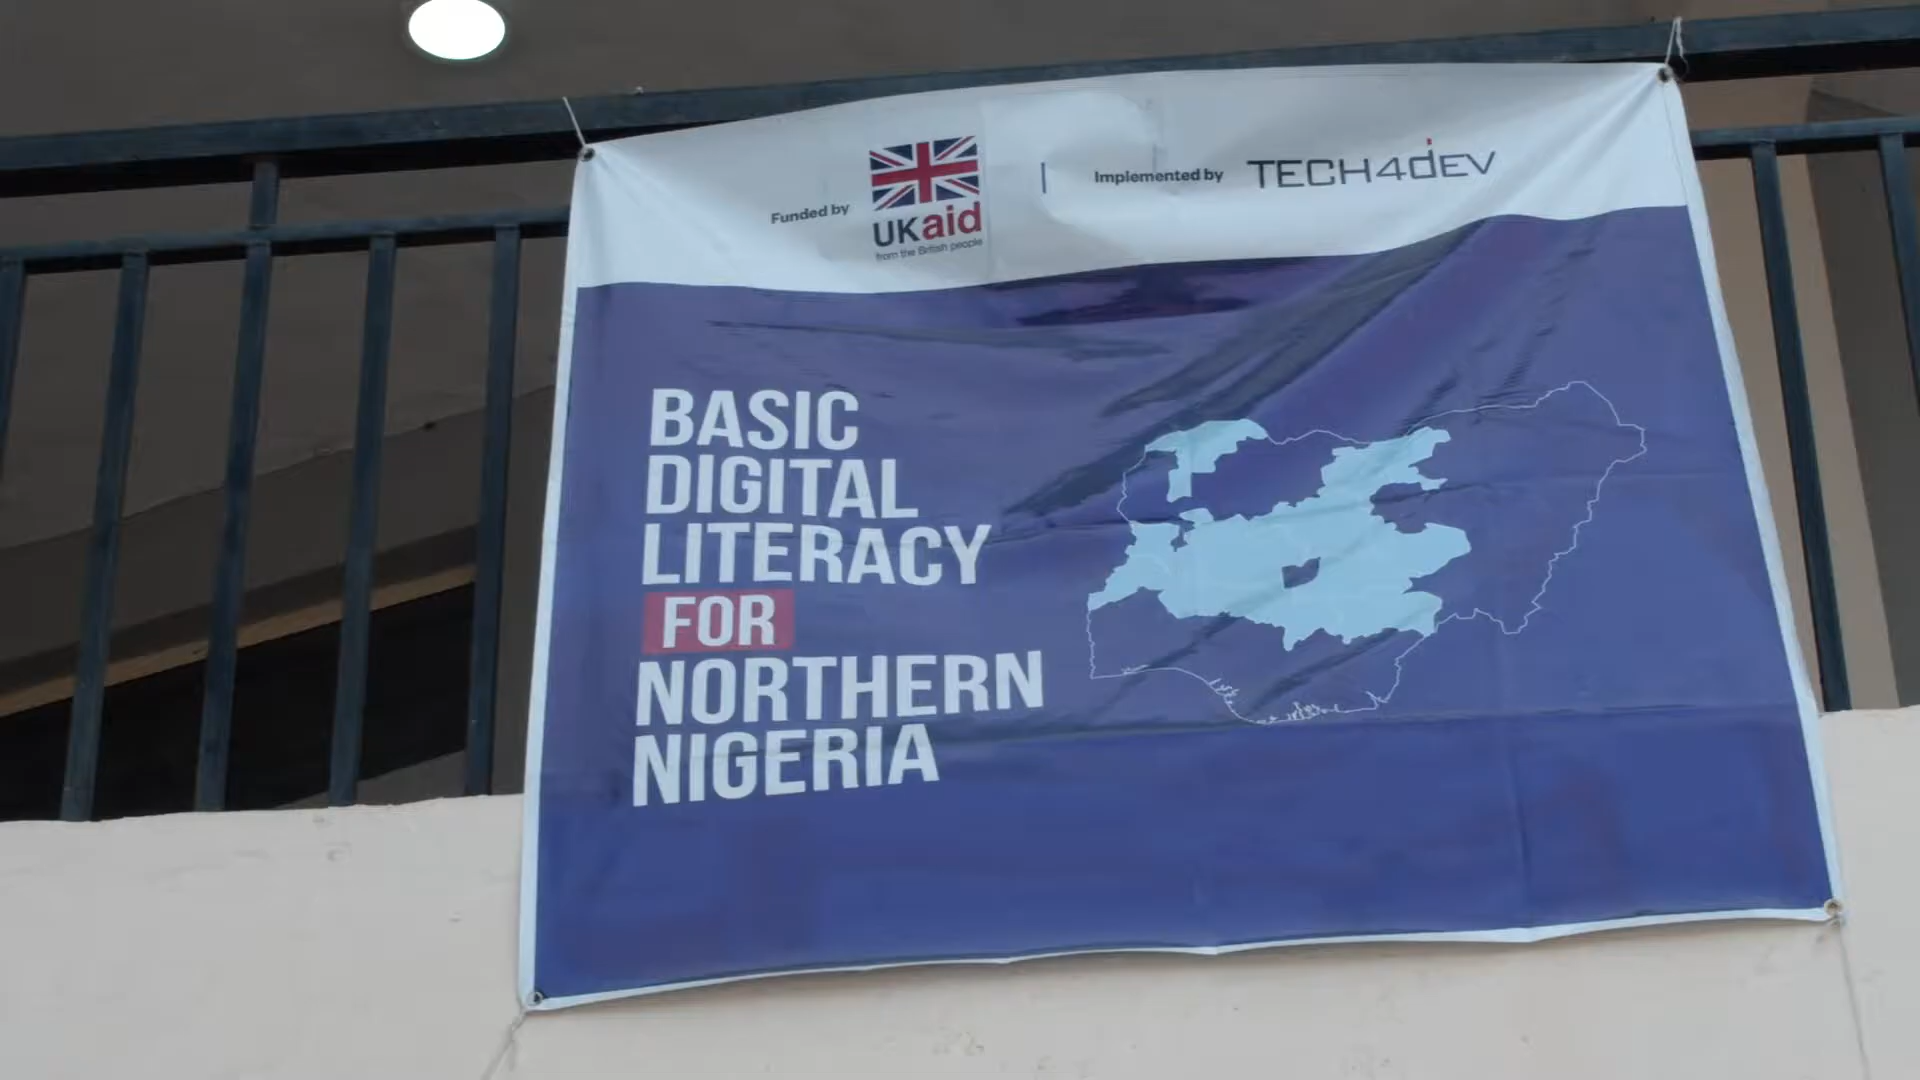 Funded by
UKaid
from the British people
Implemented by
TECH4dEV
BASIC
DIGITAL
LITERACY
FOR
NORTHERN
NIGERIA